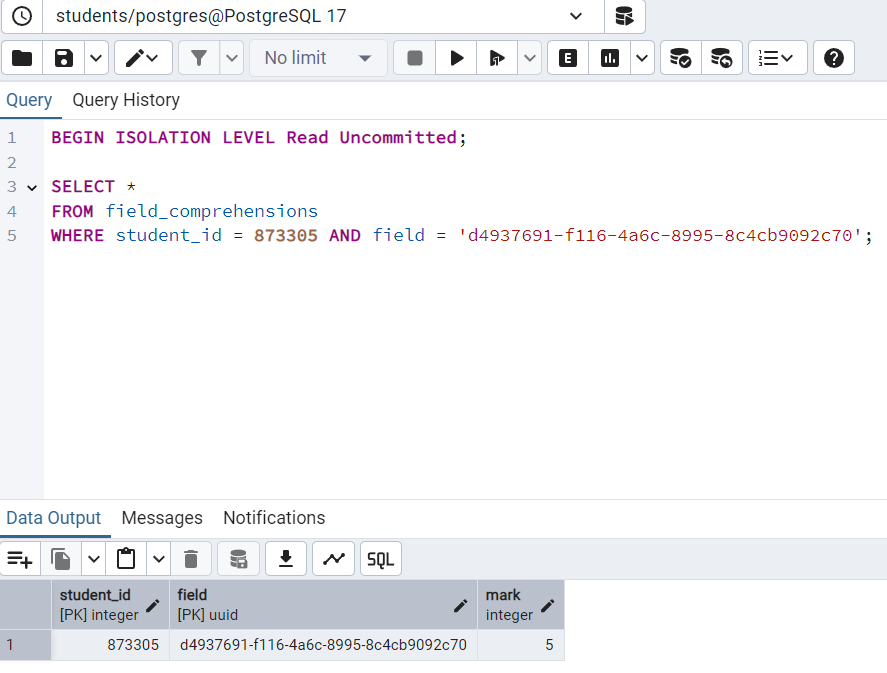 students/postgres@PostgreSQL 17
No limit
E
Query Query History
1 BEGIN ISOLATION LEVEL Read Uncommitted;
2
3 SELECT *
4 FROM field_comprehensions
5 WHERE student_id = 873305 AND field = 'd4937691-f116-4a6c-8995-8c4cb9092c70';
Data Output Messages Notifications
SQL
student_id field mark
[PK] integer [PK] uuid integer
1 873305 d4937691-f116-4a6c-8995-8c4cb9092c70 5